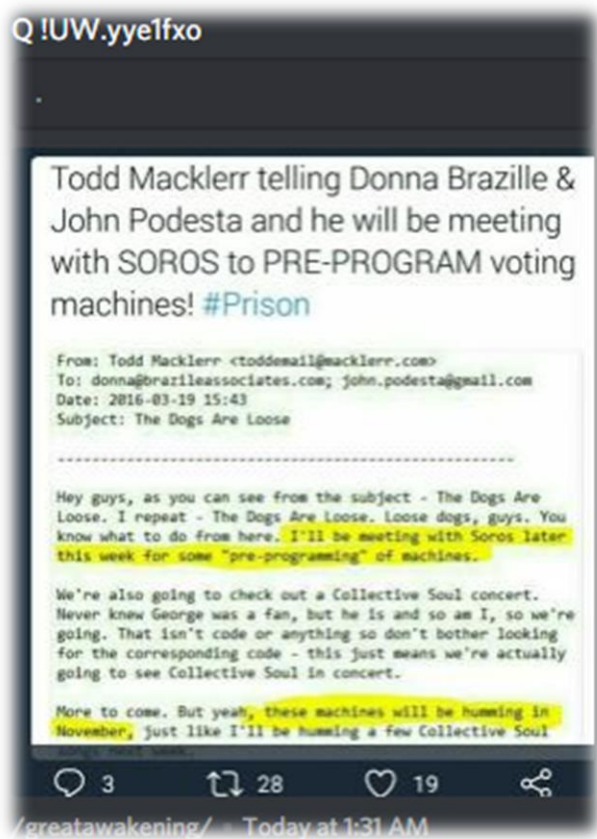 Q !UW.yye1fxo
.
Todd Macklerr telling Donna Brazille &
John Podesta and he will be meeting
with SOROS to PRE-PROGRAM voting
machines! #Prison
From: Todd Macklerr <toddemail@macklerr.com>
To: donna@brazileassociates.com; john.podesta@gmail.com
Date: 2016-03-19 15:43
Subject: The Dogs Are Loose
--------------------------------------------------------
Hey guys, as you can see from the subject - The Dogs Are
Loose. I repeat - The Dogs Are Loose. Loose dogs, guys. You
know what to do from here. I'll be meeting with Soros later
this week for some "pre-programming" of machines.
We're also going to check out a Collective Soul concert.
Never knew George was a fan, but he is and so am I, so we're
going. That isn't code or anything so don't bother looking
for the corresponding code - this just means we're actually
going to see Collective Soul in concert.
More to come. But yeah, these machines will be humming in
November, just like I'll be humming a few Collective Soul
songs next week.
3 28 19
/greatawakening/ Today at 1:31 AM